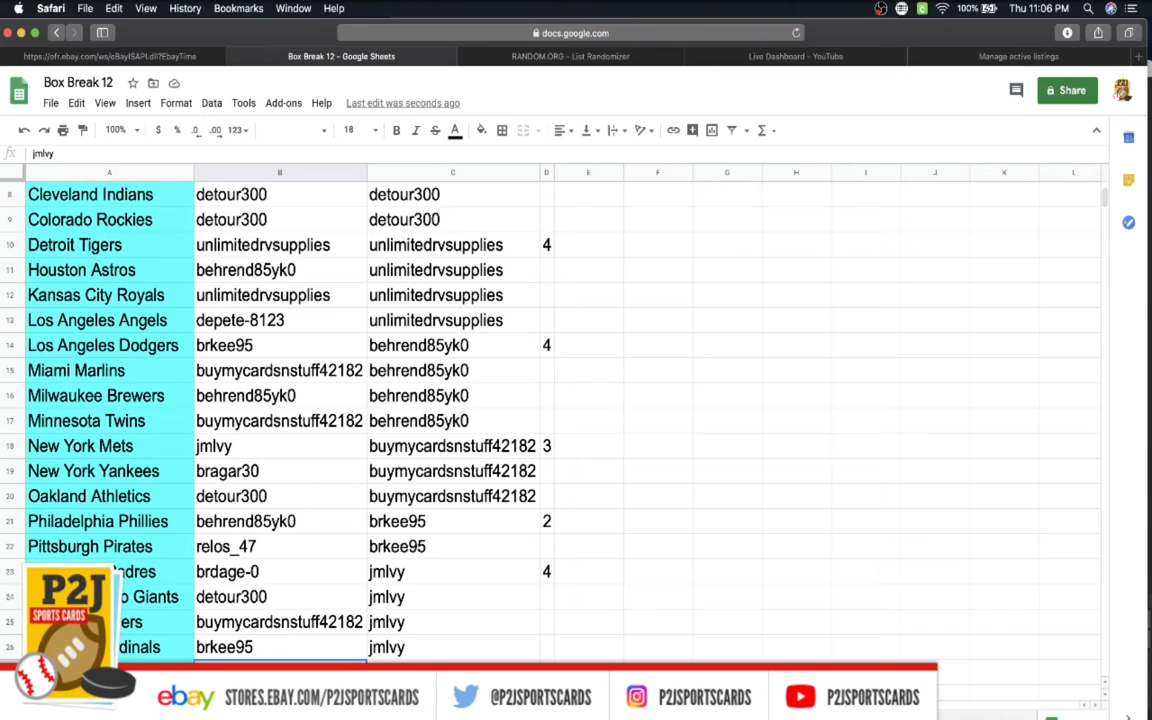 Safari File Edit View History Bookmarks Window Help 100% Thu 11:06 PM
docs.google.com
https://ofr.ebay.com/ws/eBayISAPI.dll?EbayTime Box Break 12 - Google Sheets RANDOM.ORG - List Randomizer Live Dashboard - YouTube Manage active listings
Box Break 12
Share
File Edit View Insert Format Data Tools Add-ons Help Last edit was seconds ago
100% $ % .0 .00 123 18 B I S A
fx jmlvy
A B C D E F G H I J K L
8 Cleveland Indians detour300 detour300
9 Colorado Rockies detour300 detour300
10 Detroit Tigers unlimitedrvsupplies unlimitedrvsupplies 4
11 Houston Astros behrend85yk0 unlimitedrvsupplies
12 Kansas City Royals unlimitedrvsupplies unlimitedrvsupplies
13 Los Angeles Angels depete-8123 unlimitedrvsupplies
14 Los Angeles Dodgers brkee95 behrend85yk0 4
15 Miami Marlins buymycardsnstuff42182 behrend85yk0
16 Milwaukee Brewers behrend85yk0 behrend85yk0
17 Minnesota Twins buymycardsnstuff42182 behrend85yk0
18 New York Mets jmlvy buymycardsnstuff42182 3
19 New York Yankees bragar30 buymycardsnstuff42182
20 Oakland Athletics detour300 buymycardsnstuff42182
21 Philadelphia Phillies behrend85yk0 brkee95 2
22 Pittsburgh Pirates relos_47 brkee95
23 adres brdage-0 jmlvy 4
24 o Giants detour300 jmlvy
25 ers buymycardsnstuff42182 jmlvy
26 dinals brkee95 jmlvy
P2J
SPORTS CARDS
ebay STORES.EBAY.COM/P2JSPORTSCARDS @P2JSPORTSCARDS P2JSPORTSCARDS P2JSPORTSCARDS